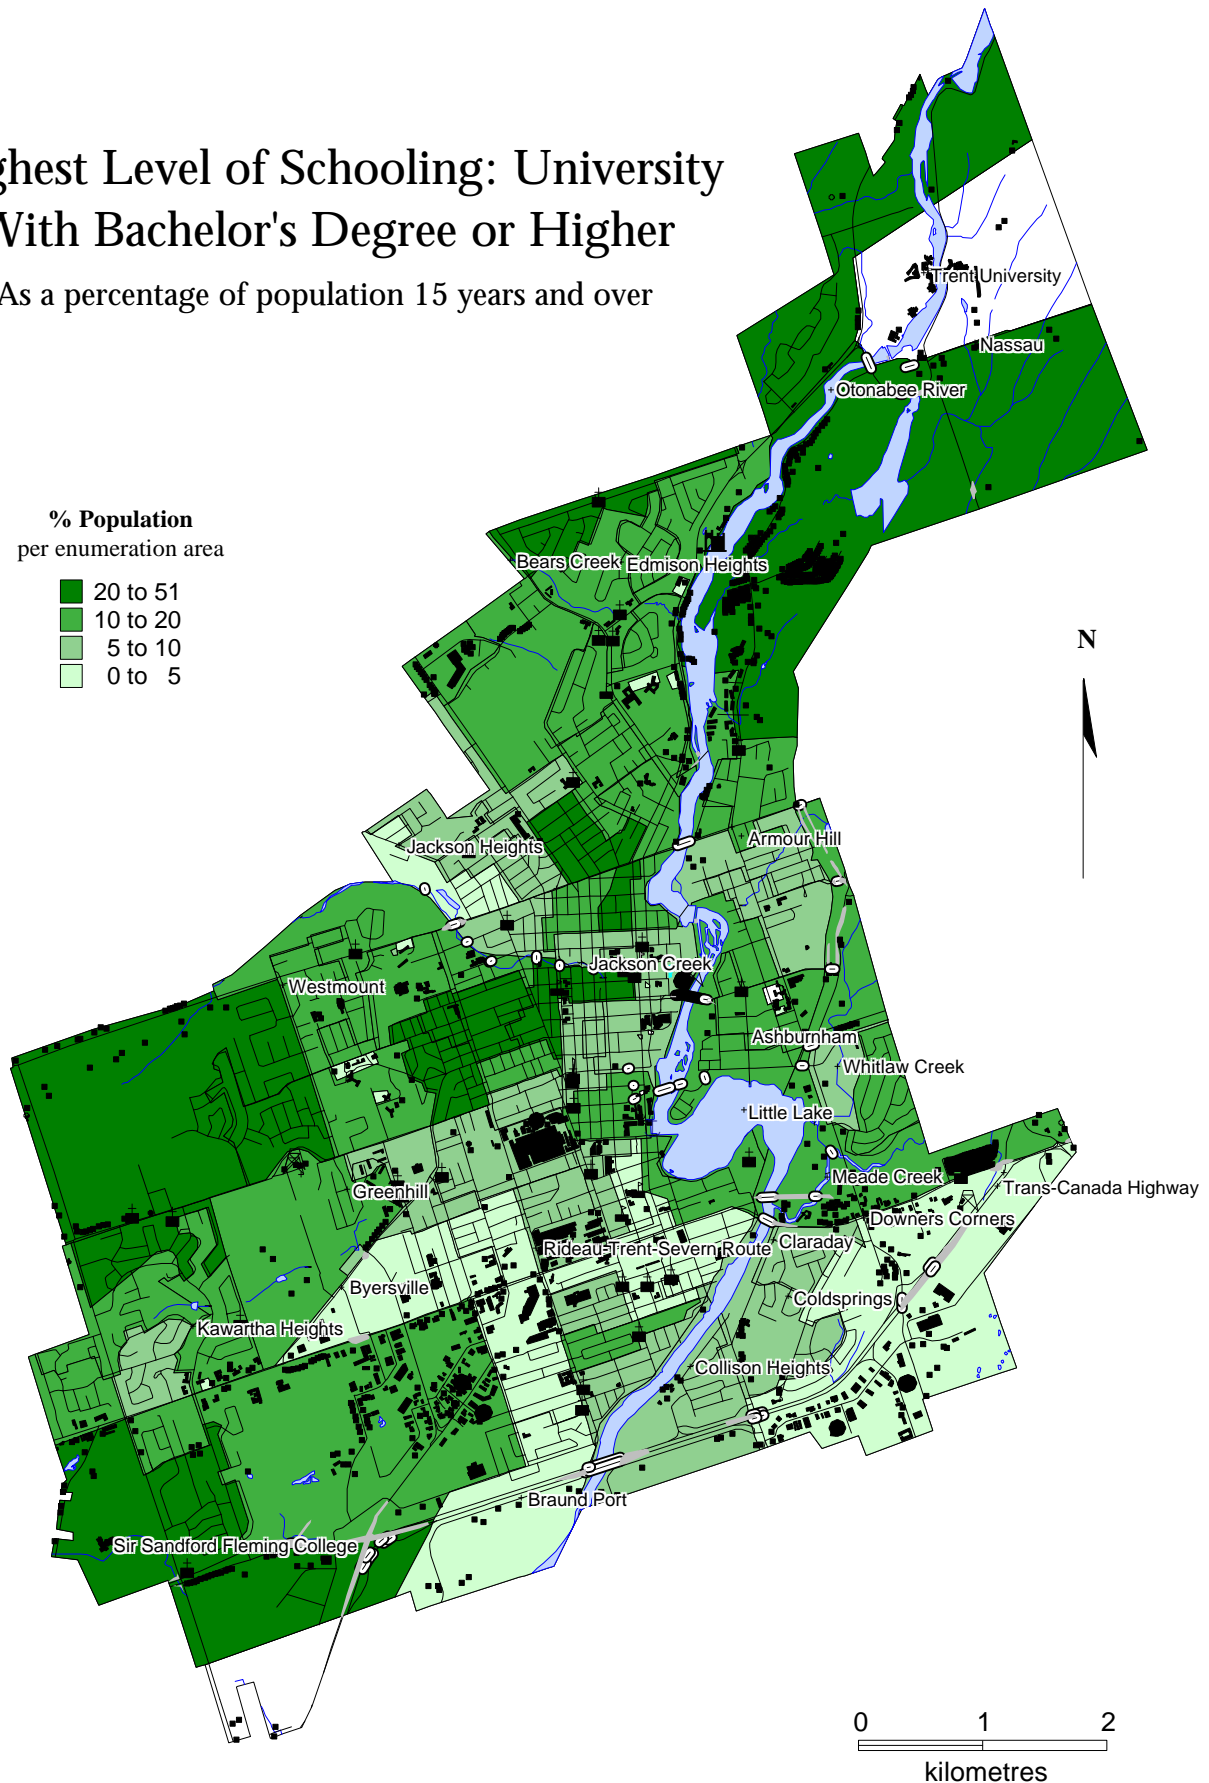 ghest Level of Schooling: University
With Bachelor's Degree or Higher
As a percentage of population 15 years and over
Trent University
Nassau
Otonabee River
% Population
per enumeration area
20 to 51
10 to 20
5 to 10
0 to 5
Bears Creek
Edmison Heights
N
Armour Hill
Jackson Heights
Jackson Creek
Westmount
Ashburnham
Whitlaw Creek
Little Lake
Meade Creek
Trans-Canada Highway
Greenhill
Downers Corners
Rideau-Trent-Severn Route
Claraday
Byersville
Coldsprings
Kawartha Heights
Collison Heights
Braund Port
Sir Sandford Fleming College
0 1 2
kilometres